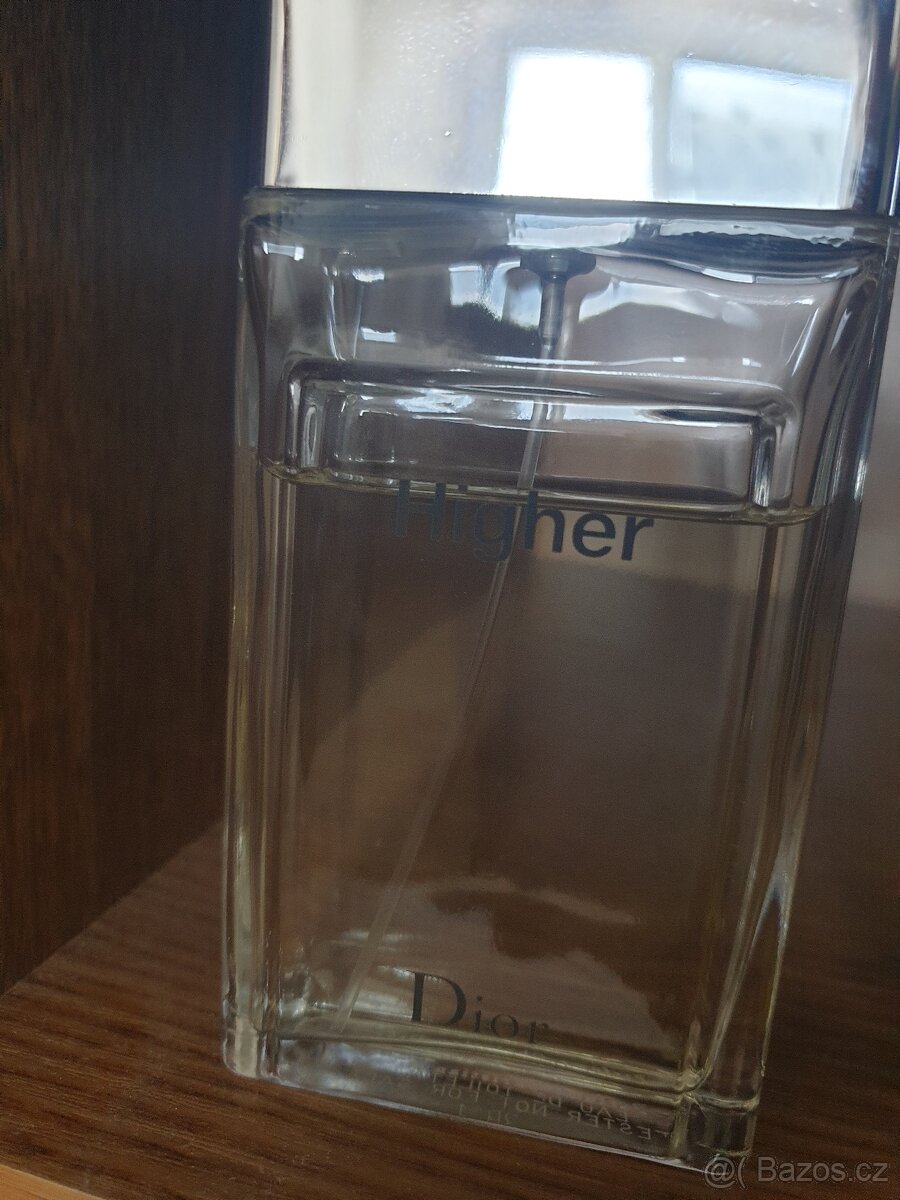 Higher
Dior
@( Bazos.cz